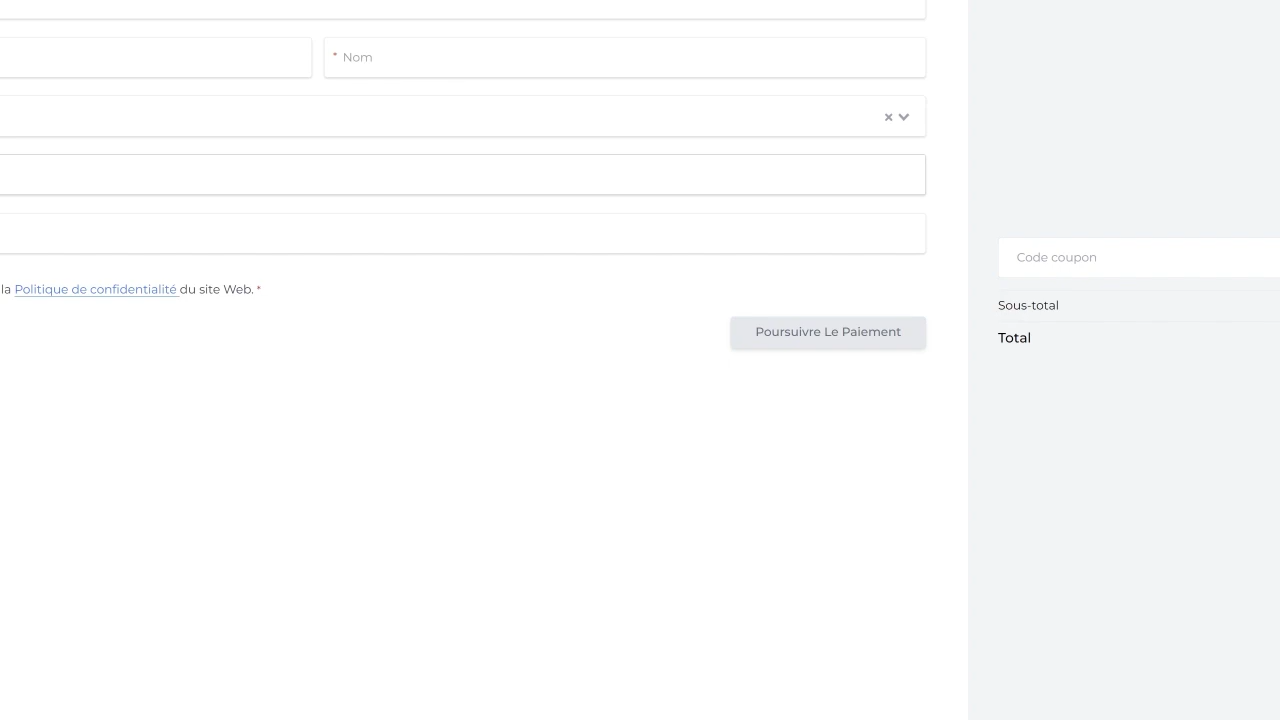 * Nom
Code coupon
la Politique de confidentialité du site Web. *
Sous-total
Poursuivre Le Paiement
Total